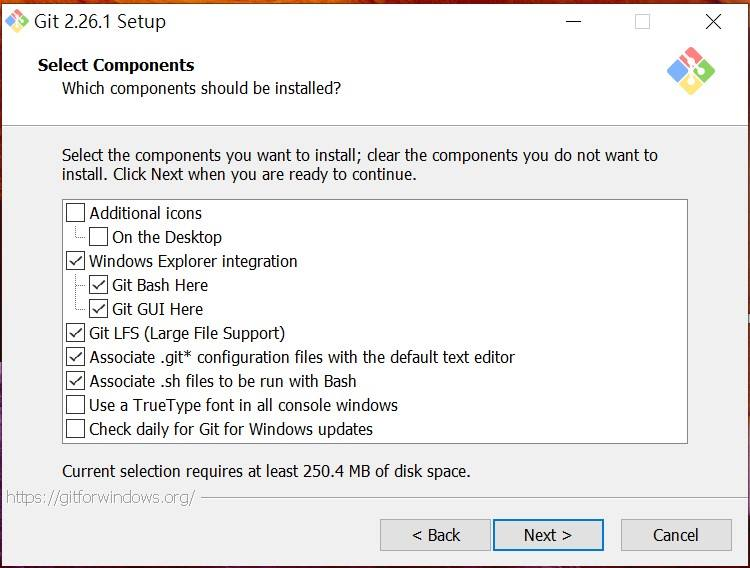 Git 2.26.1 Setup
Select Components
Which components should be installed?
Select the components you want to install; clear the components you do not want to
install. Click Next when you are ready to continue.
Additional icons
On the Desktop
Windows Explorer integration
Git Bash Here
Git GUI Here
Git LFS (Large File Support)
Associate .git* configuration files with the default text editor
Associate .sh files to be run with Bash
Use a TrueType font in all console windows
Check daily for Git for Windows updates
Current selection requires at least 250.4 MB of disk space.
https://gitforwindows.org/
< Back
Next >
Cancel